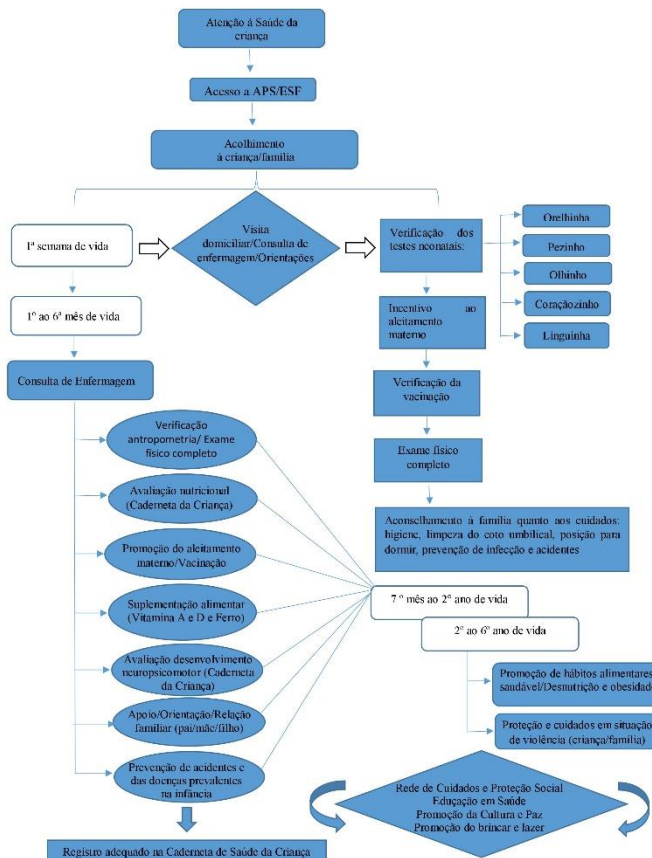 Atenção á Saúde da
criança
Acesso a APS/ESF
Acolhimento
á criança/família
1ª semana de vida
Visita
domiciliar/Consulta de
enfermagem/Orientações
Verificação dos
testes neonatais:
Orelhinha
Pezinho
Olhinho
Coraçãozinho
Linguinha
1º ao 6ª mês de vida
Incentivo ao
aleitamento
materno
Consulta de Enfermagem
Verificação da
vacinação
Exame físico
completo
Aconselhamento á família quanto aos cuidados:
higiene, limpeza do coto umbilical, posição para
dormir, prevenção de infecção e acidentes
Verificação
antropometria/ Exame
físico completo
Avaliação nutricional
(Caderneta da Criança)
Promoção do aleitamento
materno/Vacinação
Suplementação alimentar
(Vitamina A e D e Ferro)
Avaliação desenvolvimento
neuropsicomotor (Caderneta
da Criança)
Apoio/Orientação/Relação
familiar (pai/mãe/filho)
Prevenção de acidentes e
das doenças prevalentes
na infância
Registro adequado na Caderneta de Saúde da Criança
7 º mês ao 2ª ano de vida
2ª ao 6ª ano de vida
Promoção de hábitos alimentares
saudável/Desnutrição e obesidade
Proteção e cuidados em situação
de violência (criança/família)
Rede de Cuidados e Proteção Social
Educação em Saúde
Promoção da Cultura e Paz
Promoção do brincar e lazer